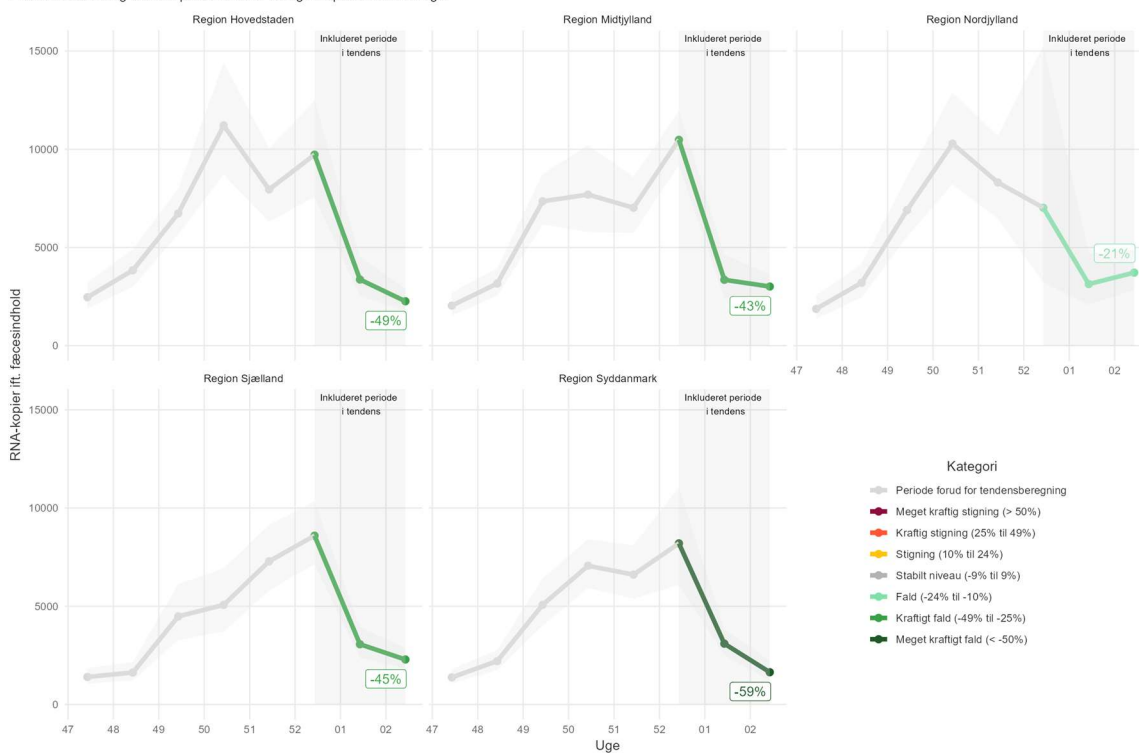 Region Hovedstaden
Region Midtjylland
Region Nordjylland
Inkluderet periode
i tendens
Inkluderet periode
i tendens
Inkluderet periode
i tendens
15000
10000
5000
0
-49%
-43%
-21%
47 48 49 50 51 52 01 02
Region Sjælland
Region Syddanmark
Inkluderet periode
i tendens
Inkluderet periode
i tendens
15000
10000
5000
0
-45%
-59%
47 48 49 50 51 52 01 02
47 48 49 50 51 52 01 02
RNA-kopier ift. fæcesindhold
Uge
Kategori
Periode forud for tendensberegning
Meget kraftig stigning (> 50%)
Kraftig stigning (25% til 49%)
Stigning (10% til 24%)
Stabilt niveau (-9% til 9%)
Fald (-24% til -10%)
Kraftigt fald (-49% til -25%)
Meget kraftigt fald (< -50%)